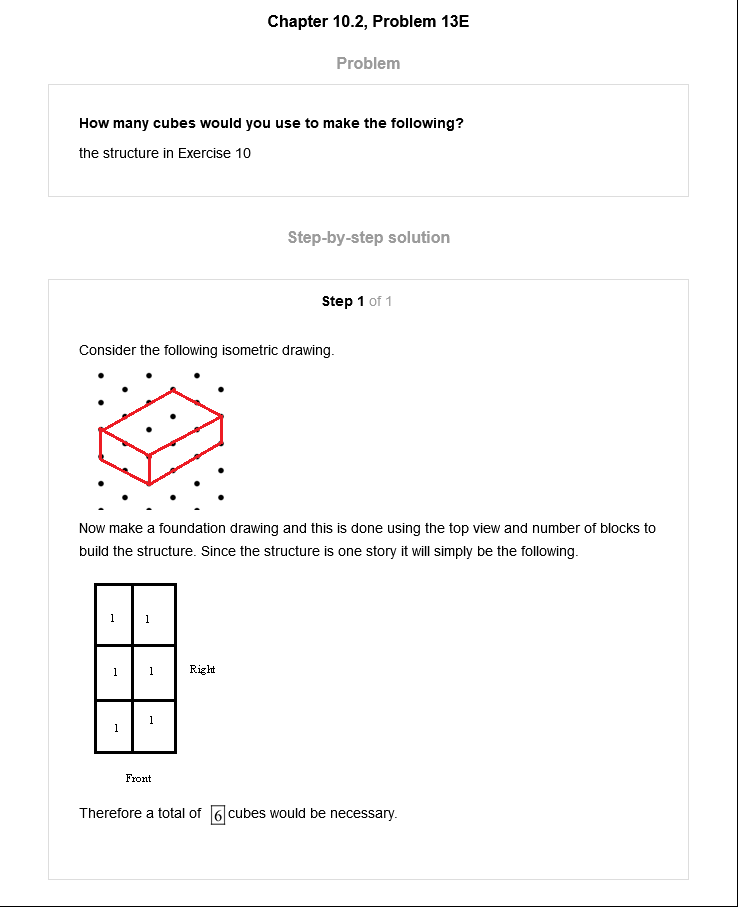 Chapter 10.2, Problem 13E
Problem
How many cubes would you use to make the following?
the structure in Exercise 10
Step-by-step solution
Step 1 of 1
Consider the following isometric drawing.
Now make a foundation drawing and this is done using the top view and number of blocks to
build the structure. Since the structure is one story it will simply be the following.
1 1
1 1 Right
1 1
Front
Therefore a total of 6 cubes would be necessary.